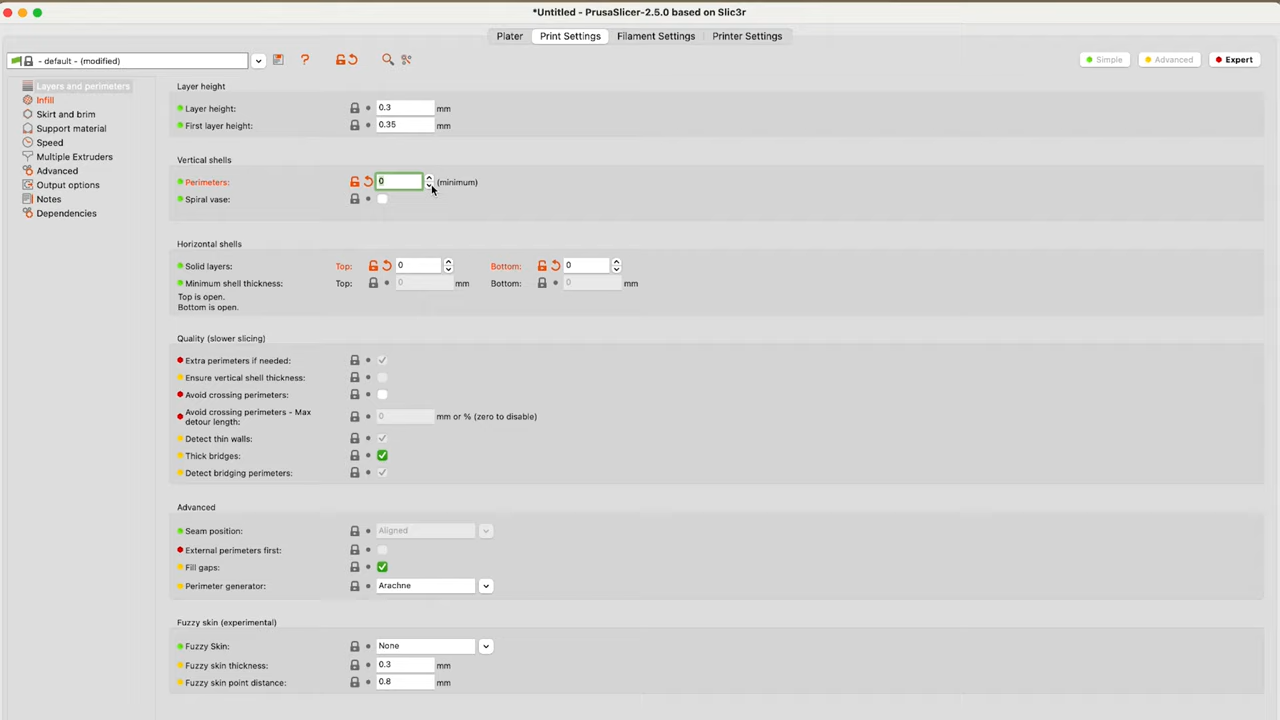 *Untitled - PrusaSlicer-2.5.0 based on Slic3r
Plater Print Settings Filament Settings Printer Settings
- default - (modified) ? Simple Advanced Expert
Layers and perimeters
Infill
Skirt and brim
Support material
Speed
Multiple Extruders
Advanced
Output options
Notes
Dependencies
Layer height
Layer height: 0.3 mm
First layer height: 0.35 mm
Vertical shells
Perimeters: 0 (minimum)
Spiral vase:
Horizontal shells
Solid layers: Top: 0 Bottom: 0
Minimum shell thickness: Top: 0 mm Bottom: 0 mm
Top is open.
Bottom is open.
Quality (slower slicing)
Extra perimeters if needed:
Ensure vertical shell thickness:
Avoid crossing perimeters:
Avoid crossing perimeters - Max
detour length: 0 mm or % (zero to disable)
Detect thin walls:
Thick bridges:
Detect bridging perimeters:
Advanced
Seam position: Aligned
External perimeters first:
Fill gaps:
Perimeter generator: Arachne
Fuzzy skin (experimental)
Fuzzy Skin: None
Fuzzy skin thickness: 0.3 mm
Fuzzy skin point distance: 0.8 mm